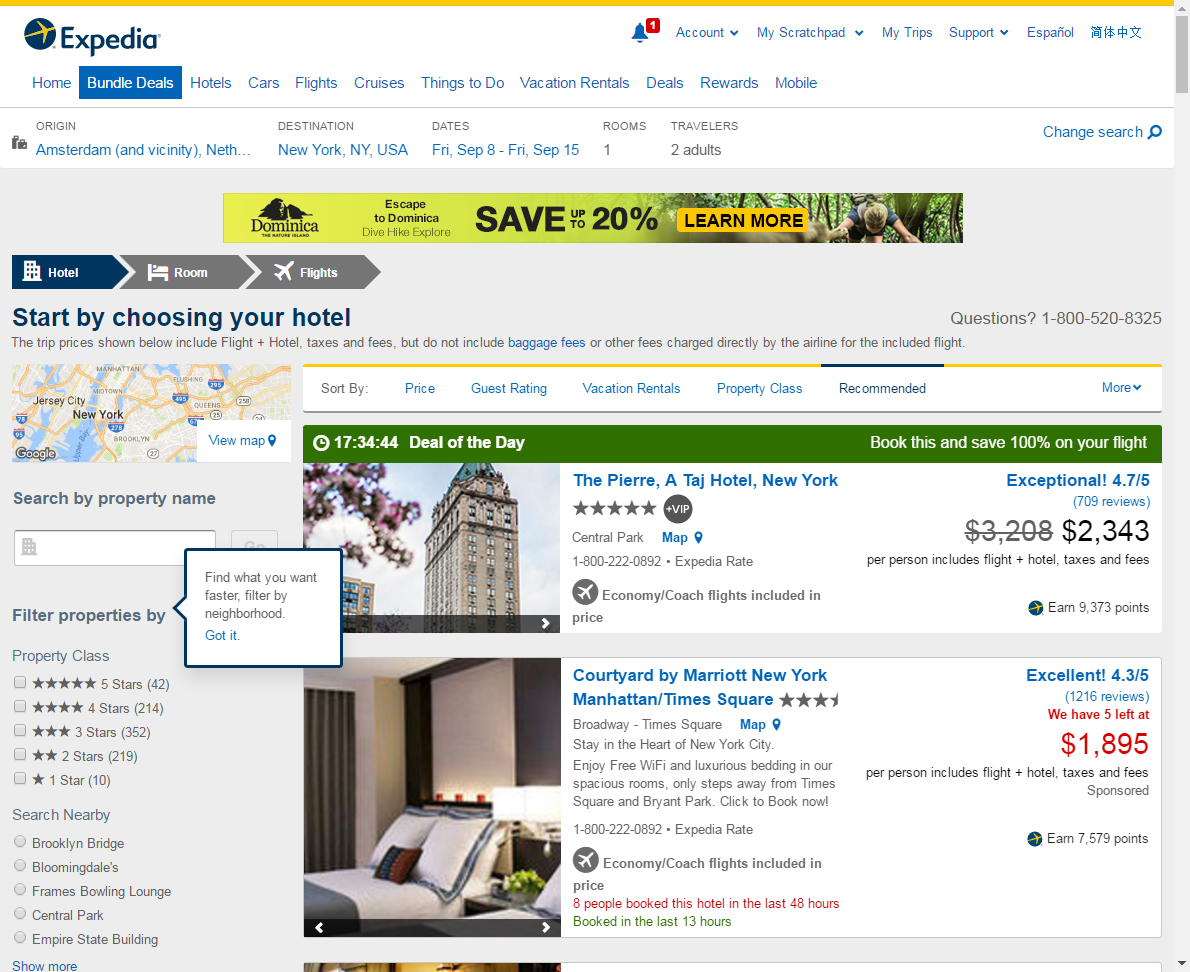 Expedia
1
Account
My Scratchpad
My Trips
Support
Español
简体中文
Home
Bundle Deals
Hotels
Cars
Flights
Cruises
Things to Do
Vacation Rentals
Deals
Rewards
Mobile
ORIGIN
Amsterdam (and vicinity), Neth...
DESTINATION
New York, NY, USA
DATES
Fri, Sep 8 - Fri, Sep 15
ROOMS
1
TRAVELERS
2 adults
Change search
Dominica
THE NATURE ISLAND
Escape
to Dominica
Dive Hike Explore
SAVE UP TO 20%
LEARN MORE
Hotel
Room
Flights
Start by choosing your hotel
Questions? 1-800-520-8325
The trip prices shown below include Flight + Hotel, taxes and fees, but do not include baggage fees or other fees charged directly by the airline for the included flight.
MANHATTAN
FLUSHING
295
MIDTOWN
495
Jersey City
QUEENS
258
New York
25
24
78
278
678
95
BROOKLYN
27
Upper Bay
Google
View map
Search by property name
Go
Find what you want
faster, filter by
neighborhood.
Got it.
Filter properties by
Property Class
★★★★★ 5 Stars (42)
★★★★ 4 Stars (214)
★★★ 3 Stars (352)
★★ 2 Stars (219)
★ 1 Star (10)
Search Nearby
Brooklyn Bridge
Bloomingdale's
Frames Bowling Lounge
Central Park
Empire State Building
Show more
Sort By:
Price
Guest Rating
Vacation Rentals
Property Class
Recommended
More
17:34:44 Deal of the Day
Book this and save 100% on your flight
The Pierre, A Taj Hotel, New York
★★★★★ +VIP
Central Park
Map
1-800-222-0892 • Expedia Rate
Economy/Coach flights included in
price
Exceptional! 4.7/5
(709 reviews)
$3,208 $2,343
per person includes flight + hotel, taxes and fees
Earn 9,373 points
Courtyard by Marriott New York
Manhattan/Times Square
Broadway - Times Square
Map
Stay in the Heart of New York City.
Enjoy Free WiFi and luxurious bedding in our
spacious rooms, only steps away from Times
Square and Bryant Park. Click to Book now!
1-800-222-0892 • Expedia Rate
Economy/Coach flights included in
price
8 people booked this hotel in the last 48 hours
Booked in the last 13 hours
Excellent! 4.3/5
(1216 reviews)
We have 5 left at
$1,895
per person includes flight + hotel, taxes and fees
Sponsored
Earn 7,579 points